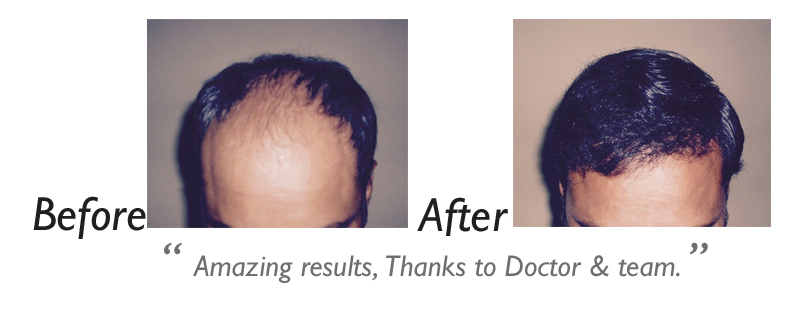 Before After
“ Amazing results, Thanks to Doctor & team. ”